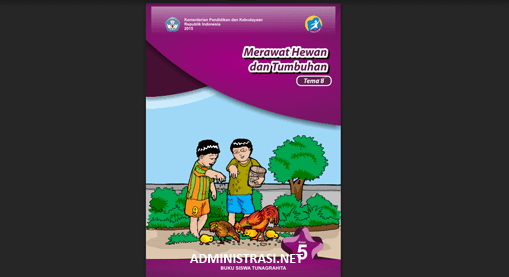 Kementerian Pendidikan dan Kebudayaan
Republik Indonesia
2015
Merawat Hewan
dan Tumbuhan
Tema 8
Kelas
5
ADMINISTRASI.NET
BUKU SISWA TUNAGRAHITA